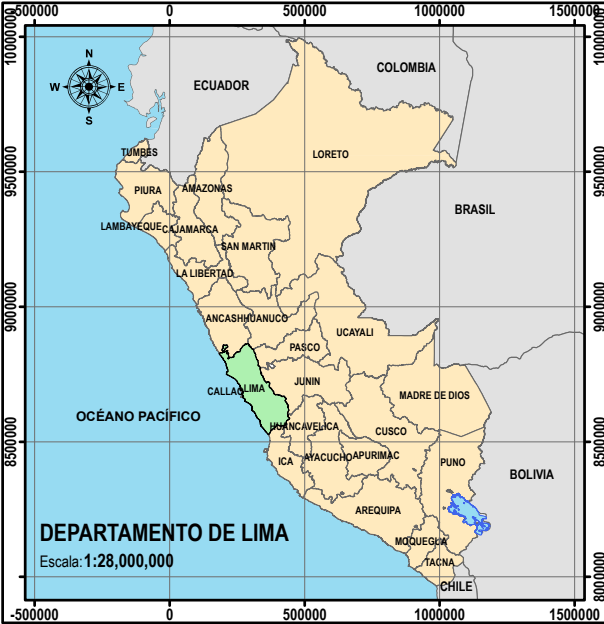 -500000 0 500000 1000000 1500000
10000000 10000000
N
W E
S
COLOMBIA
ECUADOR
TUMBES
LORETO
9500000 9500000
PIURA AMAZONAS
BRASIL
LAMBAYEQUE CAJAMARCA
SAN MARTIN
LA LIBERTAD
9000000 9000000
ANCASH HUANUCO
UCAYALI
PASCO
JUNIN
CALLAO LIMA
MADRE DE DIOS
OCÉANO PACÍFICO
HUANCAVELICA
CUSCO
8500000 8500000
ICA AYACUCHO APURIMAC PUNO
BOLIVIA
AREQUIPA
DEPARTAMENTO DE LIMA
MOQUEGUA
Escala: 1:28,000,000
TACNA
8000000 8000000
CHILE
-500000 0 500000 1000000 1500000